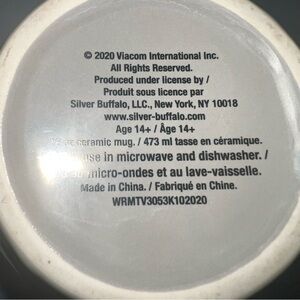 © 2020 Viacom International Inc.
All Rights Reserved.
Produced under license by /
Produit sous licence par
Silver Buffalo, LLC., New York, NY 10018
www.silver-buffalo.com
Age 14+ / Âge 14+
oz ceramic mug. / 473 ml tasse en céramique.
use in microwave and dishwasher. /
micro-ondes et au lave-vaisselle.
Made in China. / Fabriqué en Chine.
WRMTV3053K102020